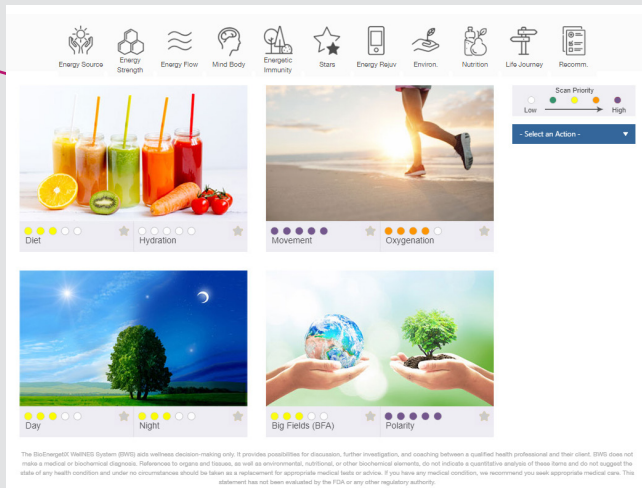 Energy Source
Energy
Strength
Energy Flow
Mind Body
Energetic
Immunity
Stars
Energy Rejuv
Environ.
Nutrition
Life Journey
Recomm.
Scan Priority
Low
High
- Select an Action -
Diet
Hydration
Movement
Oxygenation
Day
Night
Big Fields (BFA)
Polarity
The BioEnergetiX WellNES System (BWS) aids wellness decision-making only. It provides possibilities for discussion, further investigation, and coaching between a qualified health professional and their client. BWS does not
make a medical or biochemical diagnosis. References to organs and tissues, as well as environmental, nutritional, or other biochemical elements, do not indicate a quantitative analysis of these items and do not suggest the
state of any health condition and under no circumstances should be taken as a replacement for appropriate medical tests or advice. If you have any medical condition, we recommend you seek appropriate medical care. This
statement has not been evaluated by the FDA or any other regulatory authority.